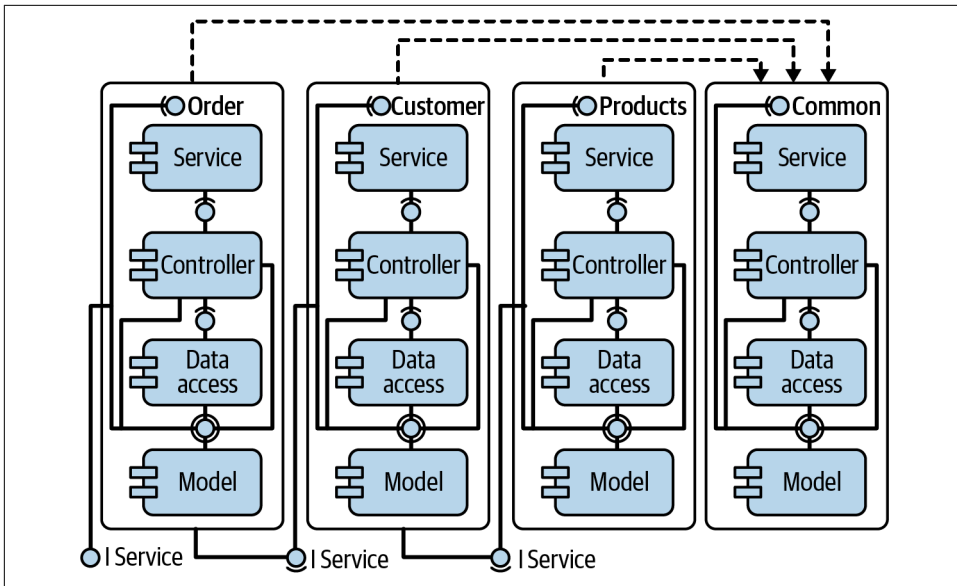 Order
Customer
Products
Common
Service
Service
Service
Service
Controller
Controller
Controller
Controller
Data
access
Data
access
Data
access
Data
access
Model
Model
Model
Model
I Service
I Service
I Service